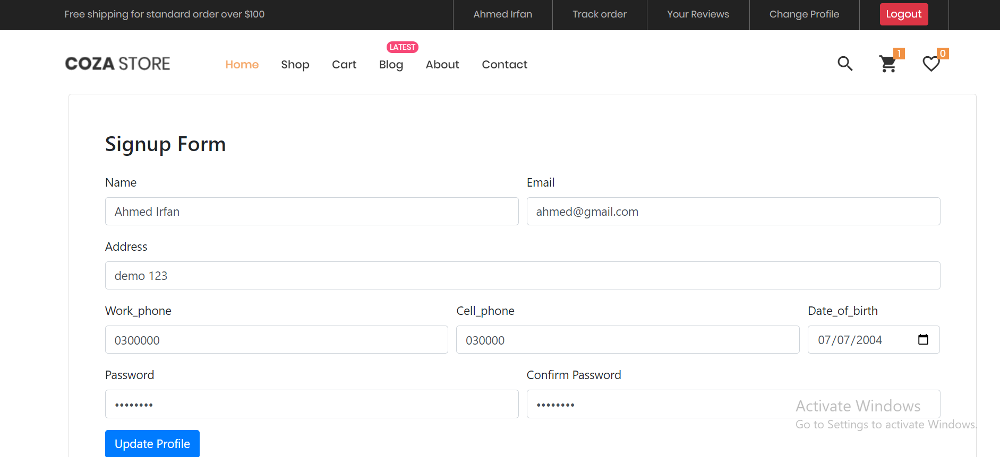 Free shipping for standard order over $100 Ahmed Irfan Track order Your Reviews Change Profile Logout
LATEST
COZA STORE Home Shop Cart Blog About Contact 1 0
Signup Form
Name Email
Ahmed Irfan ahmed@gmail.com
Address
demo 123
Work_phone Cell_phone Date_of_birth
0300000 030000 07/07/2004
Password Confirm Password
•••••••• ••••••••
Activate Windows
Go to Settings to activate Windows.
Update Profile